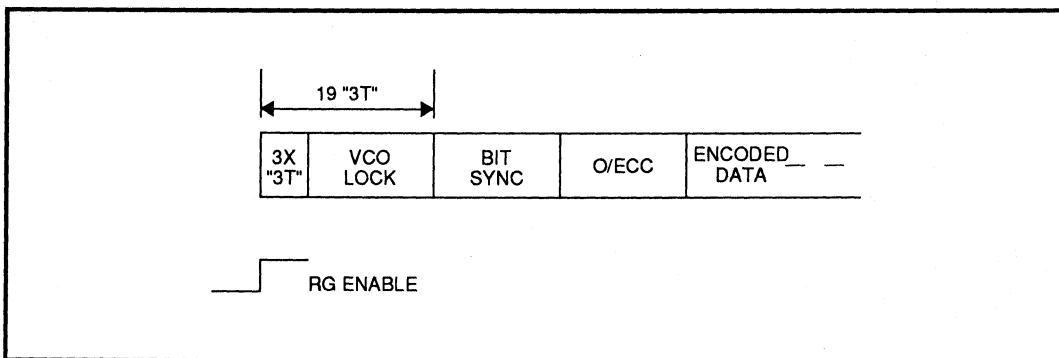 19 "3T"
3X
"3T"
VCO
LOCK
BIT
SYNC
O/ECC
ENCODED
DATA
RG ENABLE